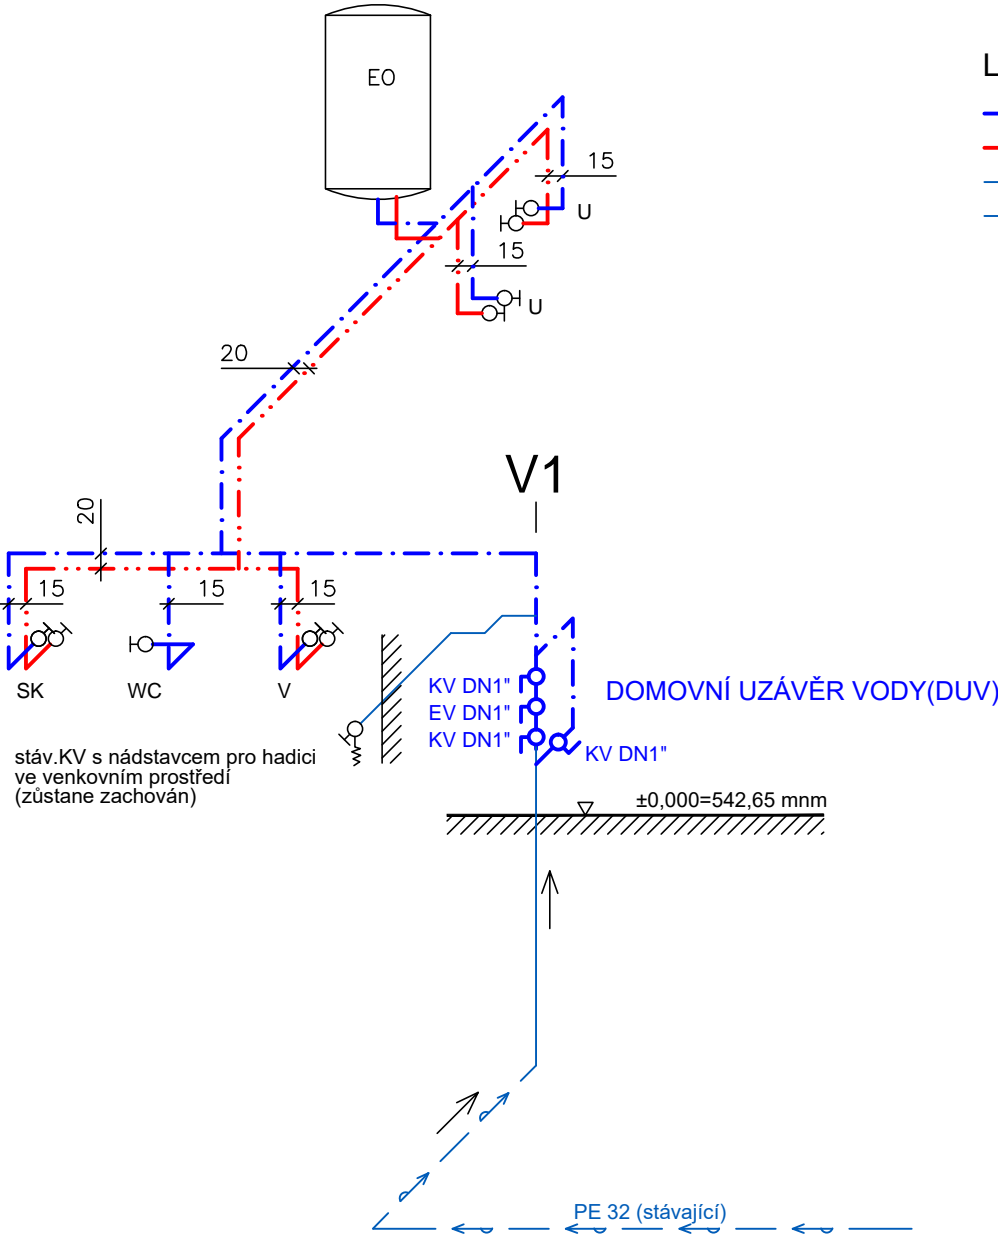 EO
L
15
U
15
U
20
V1
20
15
15
15
SK
WC
V
KV DN1"
EV DN1"
KV DN1"
KV DN1"
DOMOVNÍ UZÁVĚR VODY(DUV)
stáv.KV s nádstavcem pro hadici
ve venkovním prostředí
(zůstane zachován)
±0,000=542,65 mnm
PE 32 (stávající)